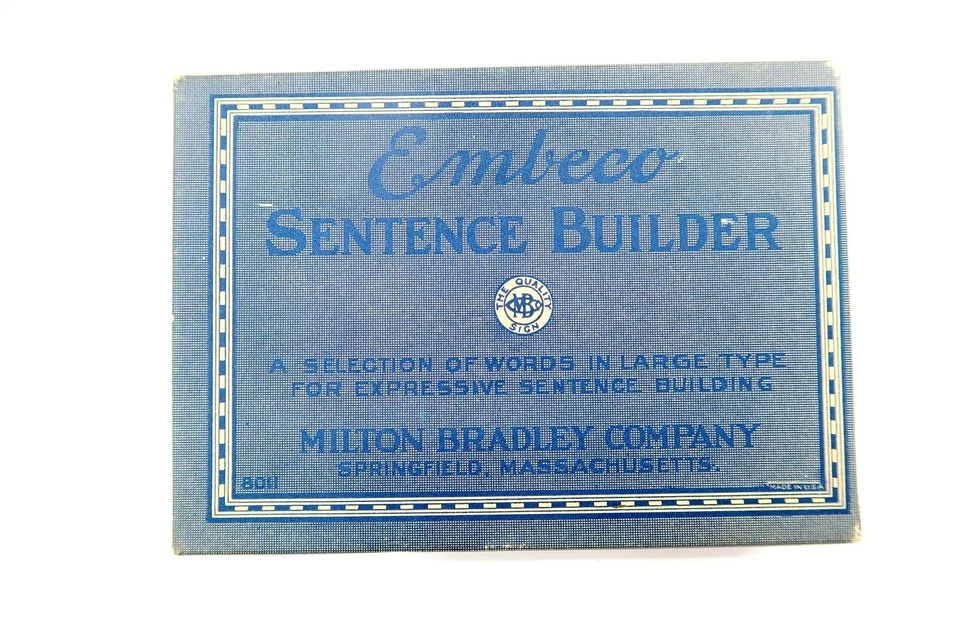 Embeco
SENTENCE BUILDER
THE QUALITY
MBCo
SIGN
A SELECTION OF WORDS IN LARGE TYPE
FOR EXPRESSIVE SENTENCE BUILDING
MILTON BRADLEY COMPANY
SPRINGFIELD, MASSACHUSETTS.
8011
MADE IN U.S.A